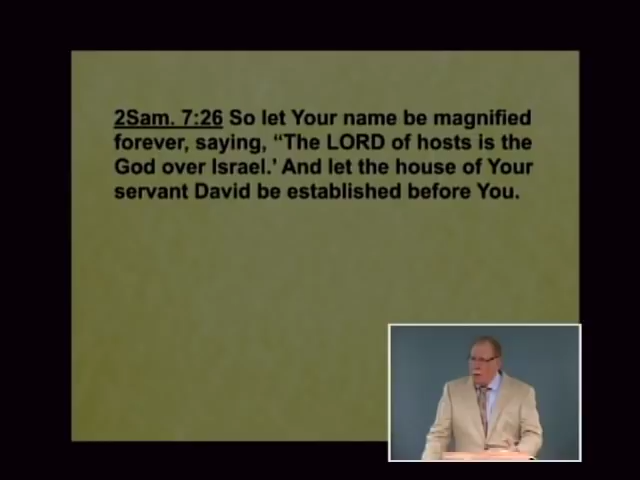 2Sam. 7:26 So let Your name be magnified
forever, saying, “The LORD of hosts is the
God over Israel.’ And let the house of Your
servant David be established before You.